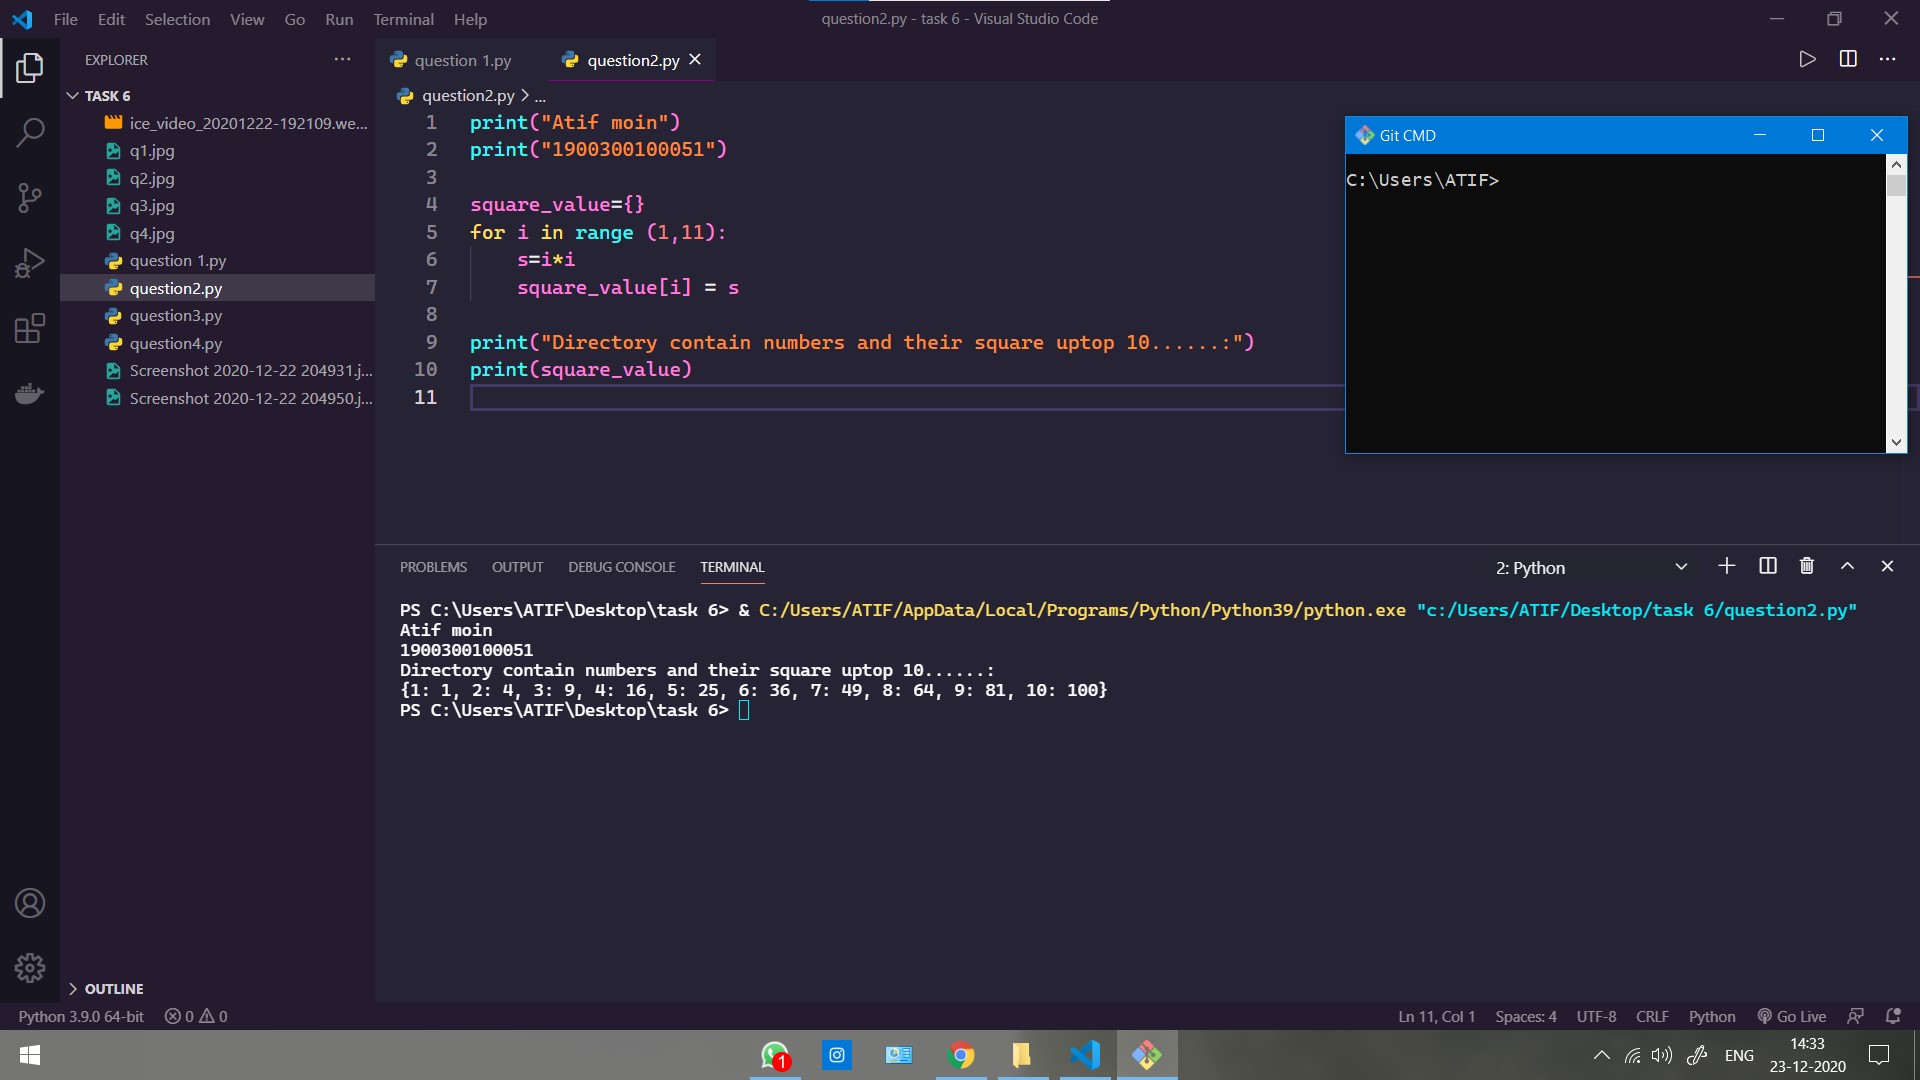 File Edit Selection View Go Run Terminal Help
question2.py - task 6 - Visual Studio Code
EXPLORER
TASK 6
ice_video_20201222-192109.we...
q1.jpg
q2.jpg
q3.jpg
q4.jpg
question 1.py
question2.py
question3.py
question4.py
Screenshot 2020-12-22 204931.j...
Screenshot 2020-12-22 204950.j...
OUTLINE
question 1.py
question2.py
question2.py > ...
1 print("Atif moin")
2 print("1900300100051")
3
4 square_value={}
5 for i in range (1,11):
6 s=i*i
7 square_value[i] = s
8
9 print("Directory contain numbers and their square uptop 10......:")
10 print(square_value)
11
Git CMD
C:\Users\ATIF>
PROBLEMS OUTPUT DEBUG CONSOLE TERMINAL
2: Python
PS C:\Users\ATIF\Desktop\task 6> & C:/Users/ATIF/AppData/Local/Programs/Python/Python39/python.exe "c:/Users/ATIF/Desktop/task 6/question2.py"
Atif moin
1900300100051
Directory contain numbers and their square uptop 10......:
{1: 1, 2: 4, 3: 9, 4: 16, 5: 25, 6: 36, 7: 49, 8: 64, 9: 81, 10: 100}
PS C:\Users\ATIF\Desktop\task 6>
Python 3.9.0 64-bit 0 0
Ln 11, Col 1 Spaces: 4 UTF-8 CRLF Python Go Live
1
ENG
14:33
23-12-2020